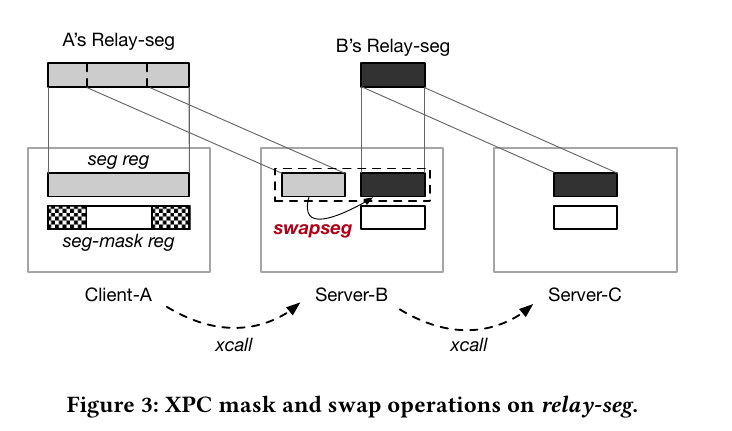 A's Relay-seg
B's Relay-seg
seg reg
seg-mask reg
swapseg
Client-A
Server-B
Server-C
xcall
xcall
Figure 3: XPC mask and swap operations on relay-seg.